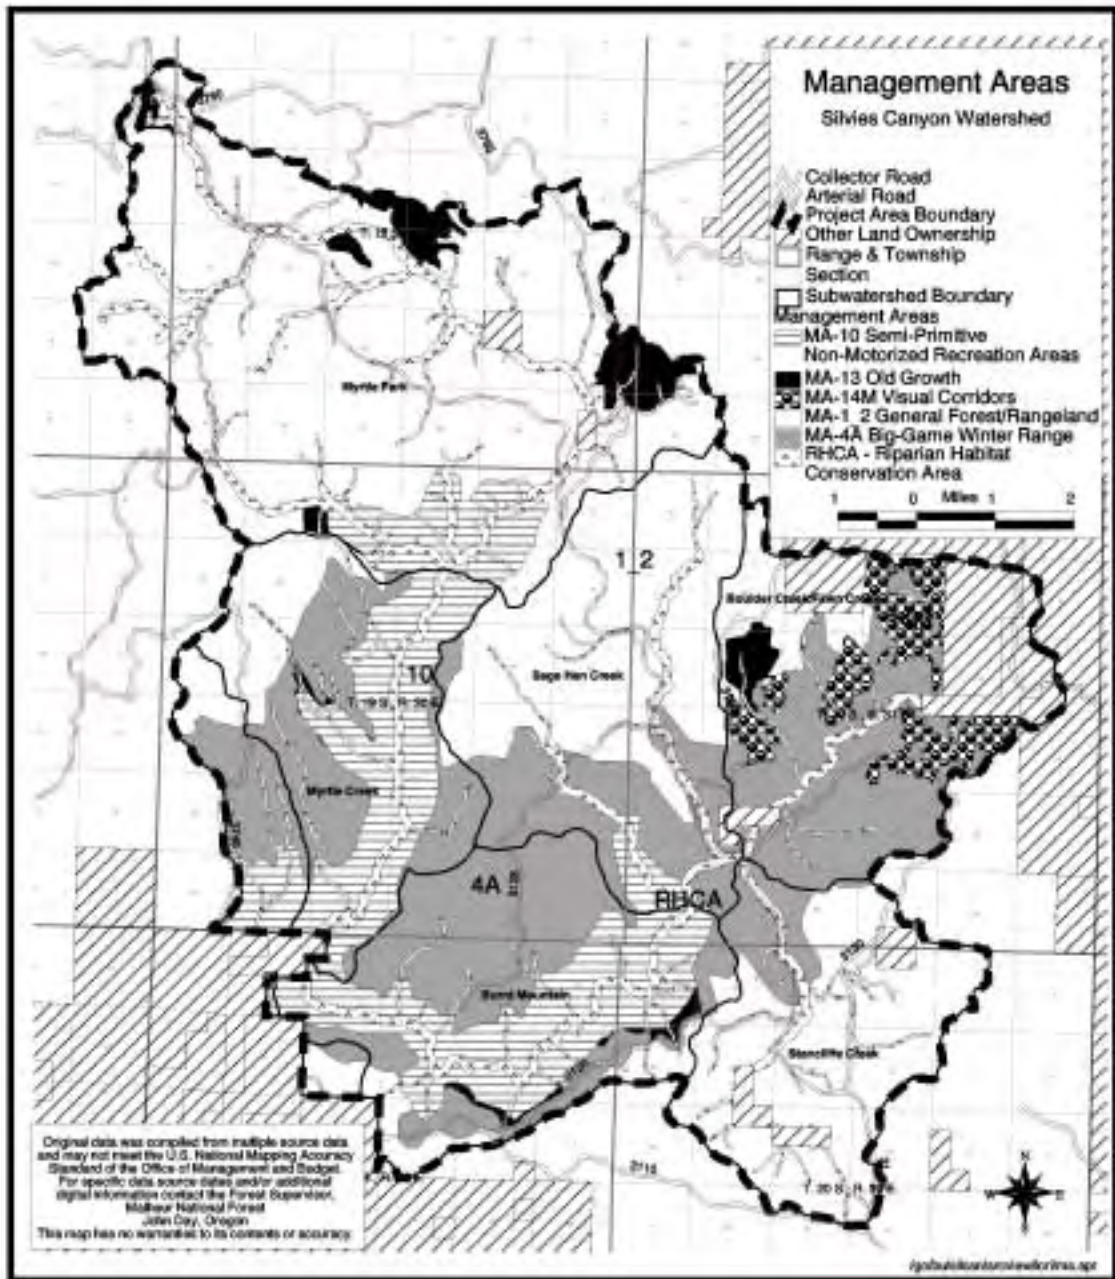 Management Areas
Silvies Canyon Watershed
Collector Road
Arterial Road
Project Area Boundary
Other Land Ownership
Range & Township
Section
Subwatershed Boundary
Management Areas
MA-10 Semi-Primitive
Non-Motorized Recreation Areas
MA-13 Old Growth
MA-14M Visual Corridors
MA-1_2 General Forest/Rangeland
MA-4A Big-Game Winter Range
RHCA - Riparian Habitat
Conservation Area
1 0 Miles 1 2
Myrtle Park
1_2
Sage Hen Creek
10
T. 19 S., R. 30 E.
Myrtle Creek
4A
RHCA
Burnt Mountain
Stancliffe Creek
Original data was compiled from multiple source data
and may not meet the U.S. National Mapping Accuracy
Standard of the Office of Management and Budget.
For specific data source dates and/or additional
digital information contact the Forest Supervisor,
Malheur National Forest
John Day, Oregon
This map has no warranties to its contents or accuracy.
N
W E
S